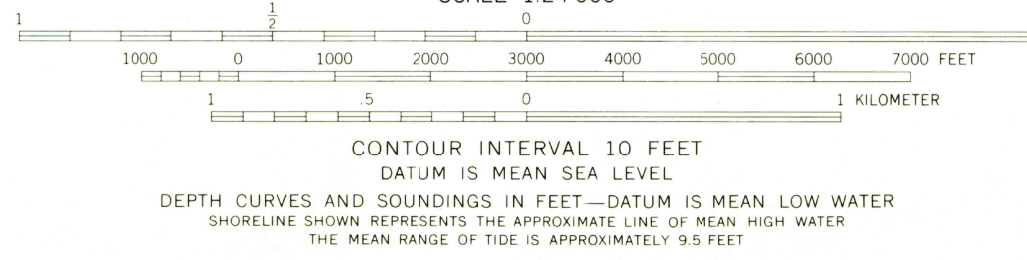 SCALE 1:24 000
1 1/2 0
1000 0 1000 2000 3000 4000 5000 6000 7000 FEET
1 .5 0 1 KILOMETER
CONTOUR INTERVAL 10 FEET
DATUM IS MEAN SEA LEVEL
DEPTH CURVES AND SOUNDINGS IN FEET—DATUM IS MEAN LOW WATER
SHORELINE SHOWN REPRESENTS THE APPROXIMATE LINE OF MEAN HIGH WATER
THE MEAN RANGE OF TIDE IS APPROXIMATELY 9.5 FEET